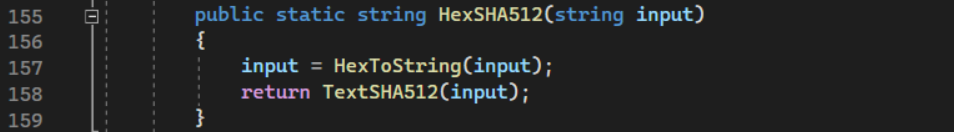 155 public static string HexSHA512(string input)
156 {
157 input = HexToString(input);
158 return TextSHA512(input);
159 }